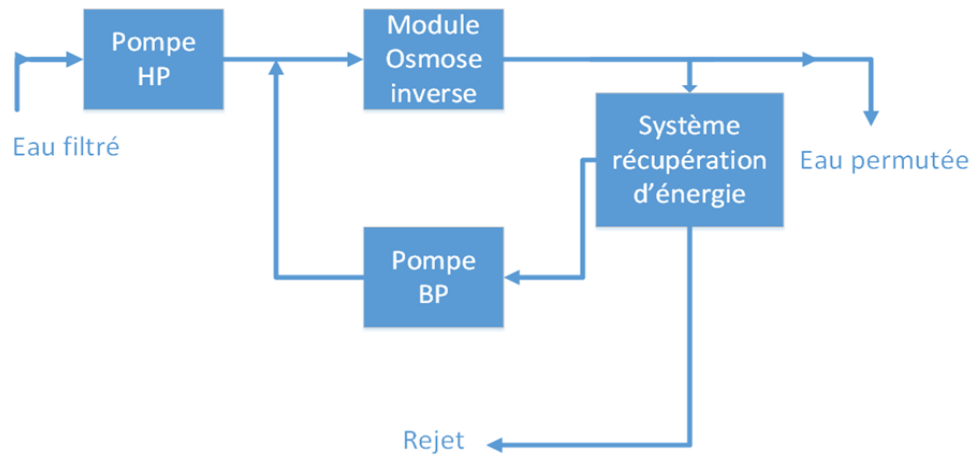 Pompe
HP
Module
Osmose
inverse
Eau filtré
Système
récupération
d'énergie
Eau permutée
Pompe
BP
Rejet